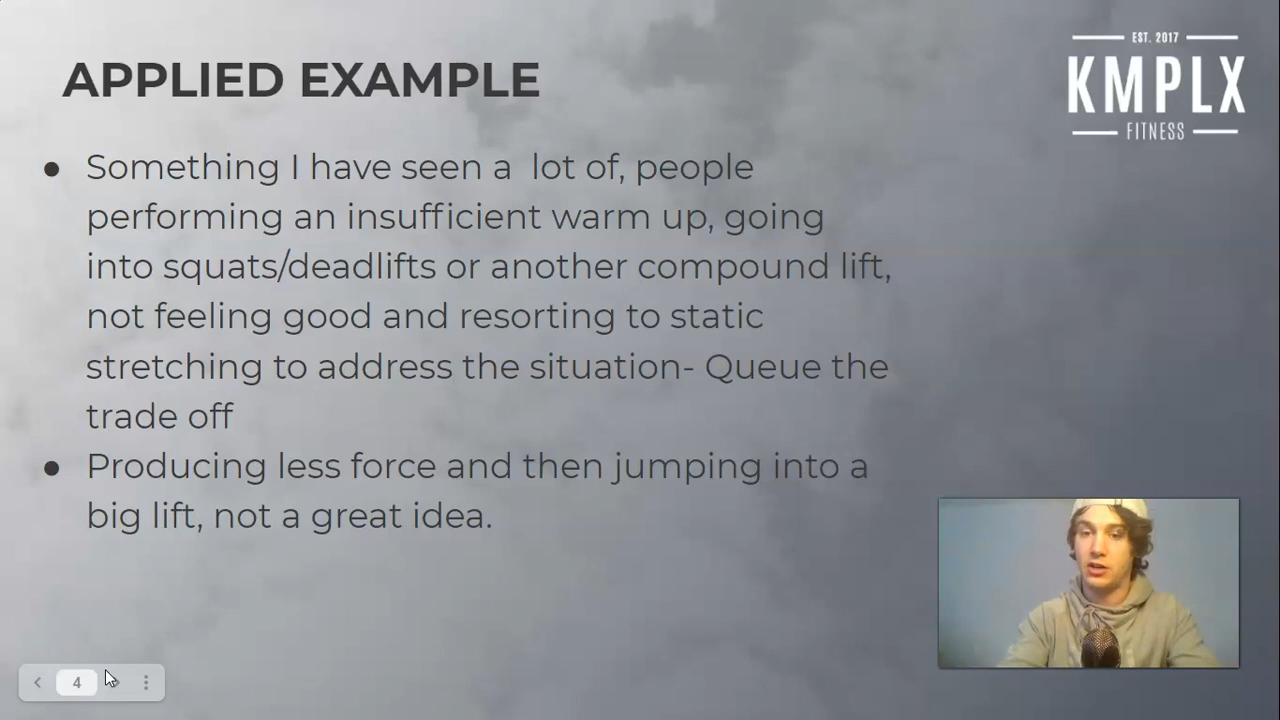 APPLIED EXAMPLE
EST. 2017
KMPLX
FITNESS
● Something I have seen a  lot of, people
performing an insufficient warm up, going
into squats/deadlifts or another compound lift,
not feeling good and resorting to static
stretching to address the situation- Queue the
trade off
● Producing less force and then jumping into a
big lift, not a great idea.
4